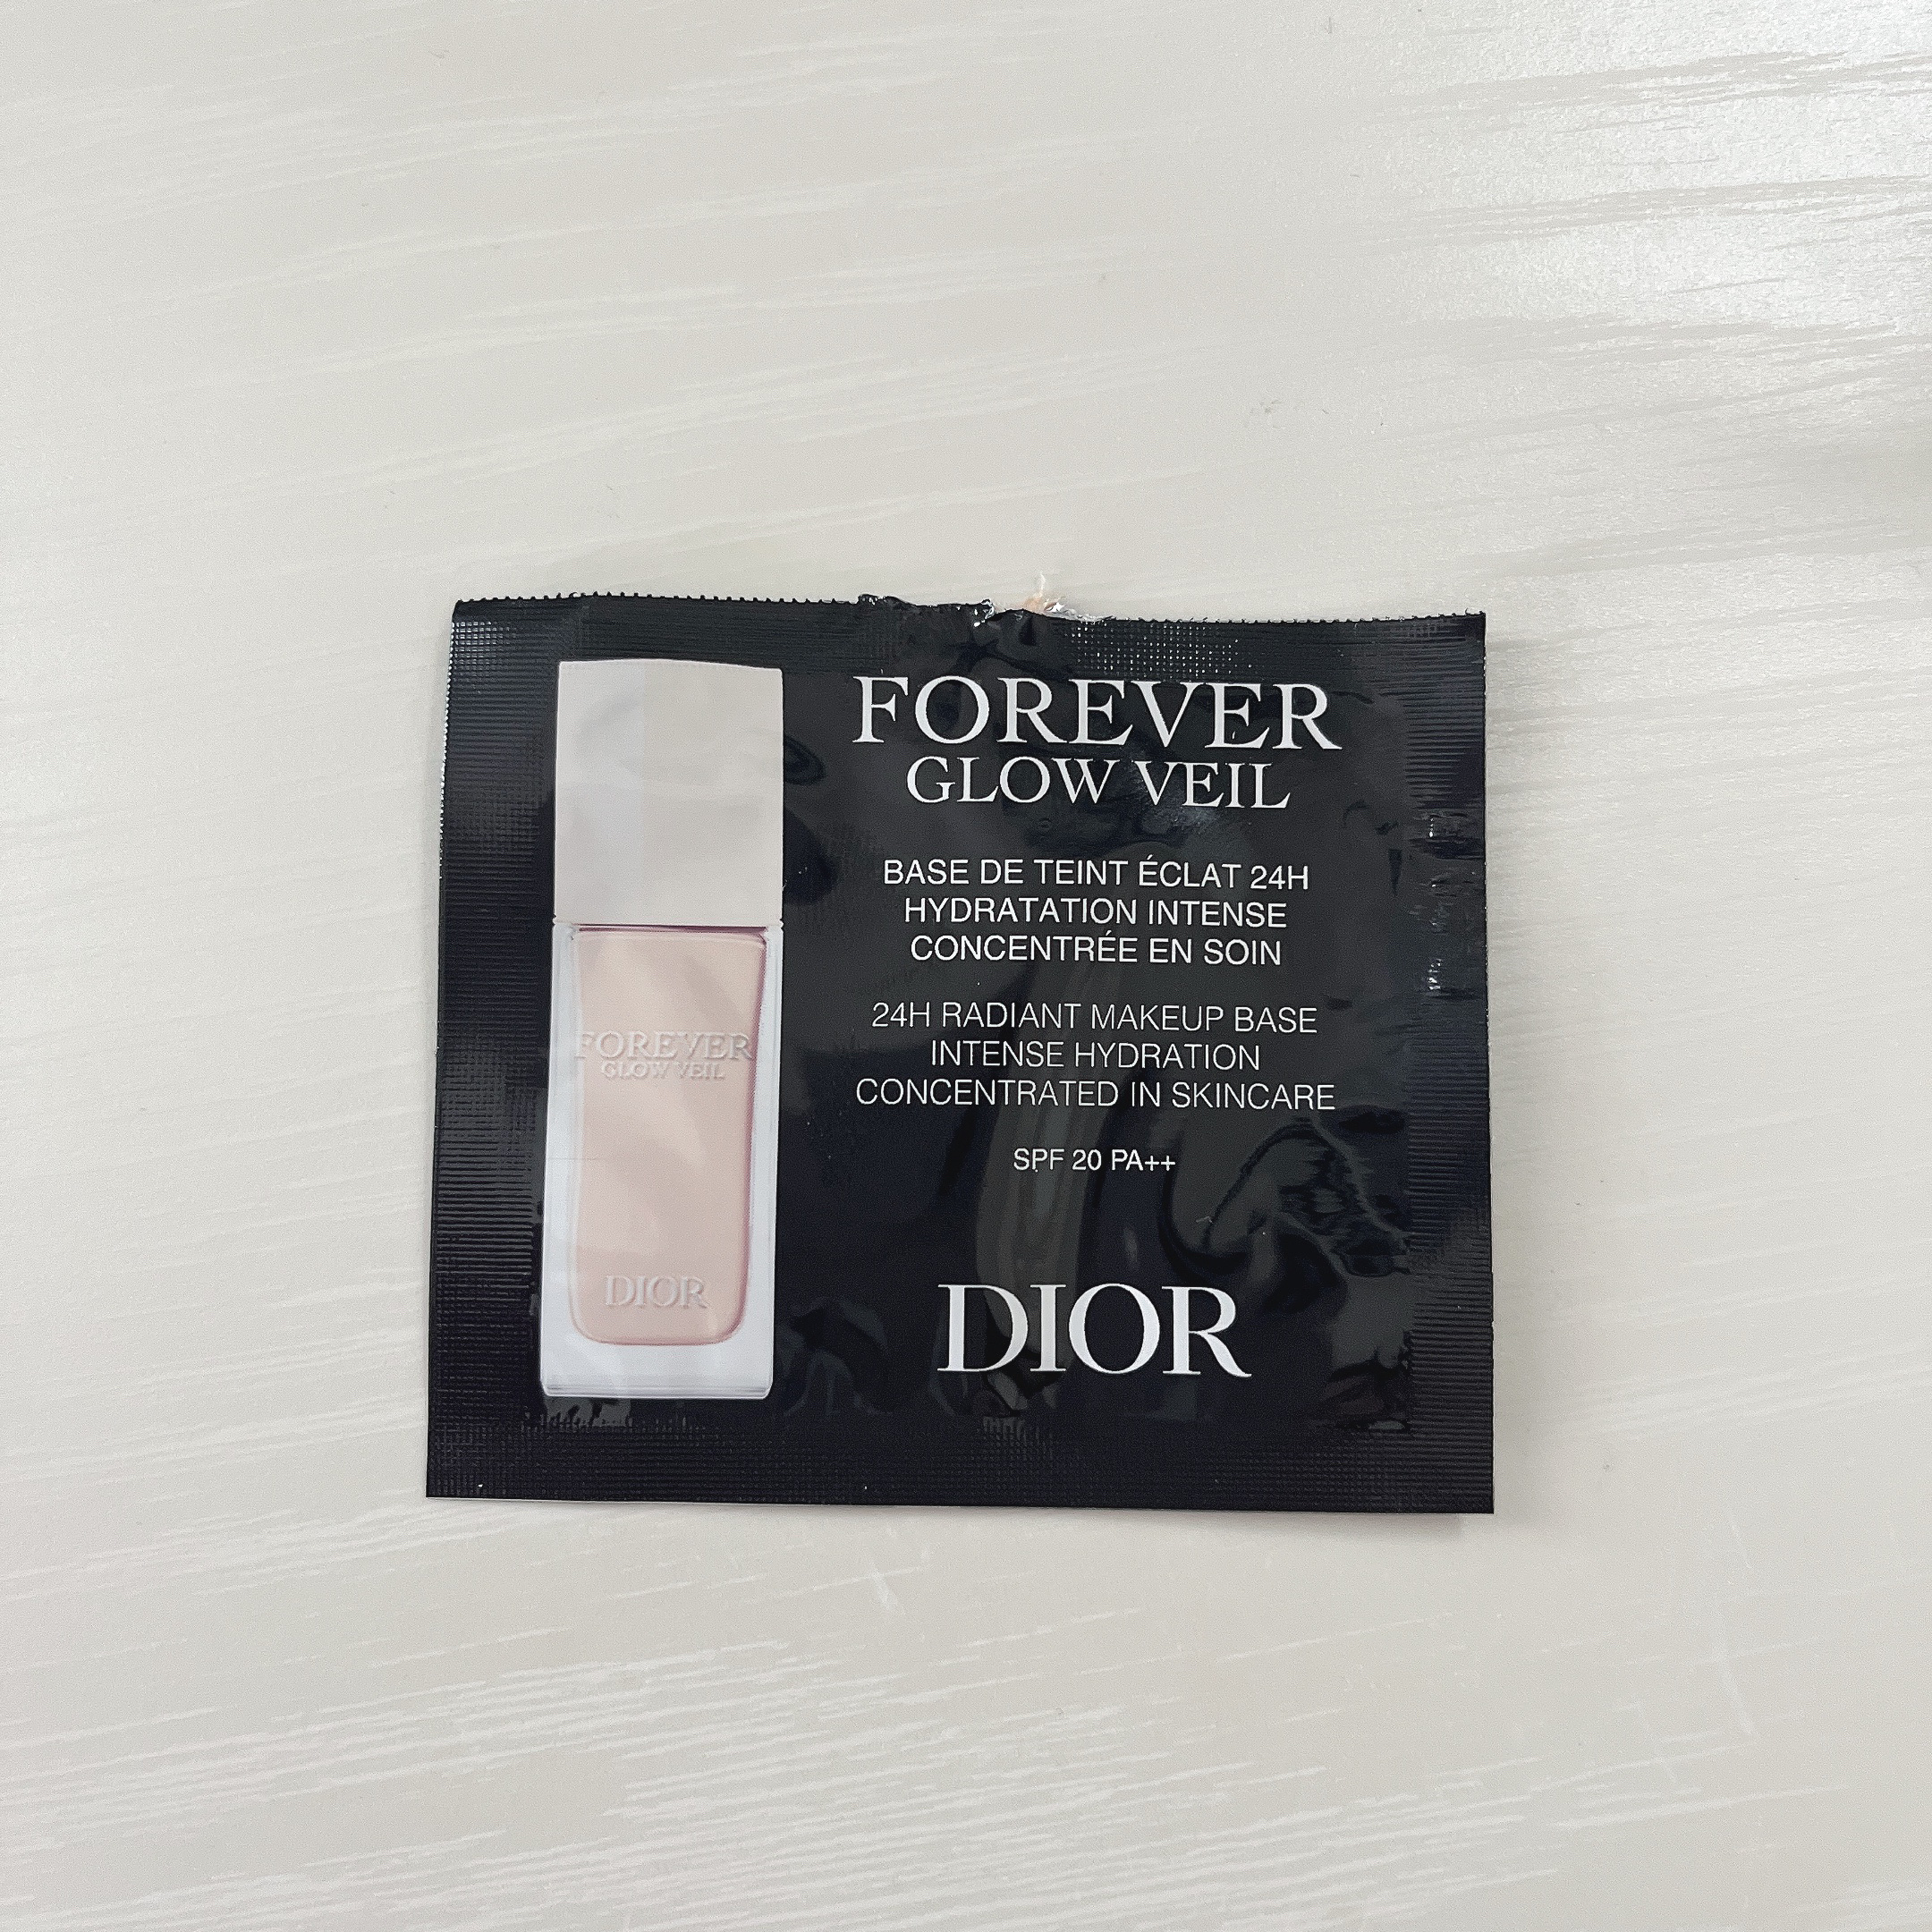 FOREVER
GLOW VEIL
BASE DE TEINT ÉCLAT 24H
HYDRATATION INTENSE
CONCENTRÉE EN SOIN
24H RADIANT MAKEUP BASE
INTENSE HYDRATION
CONCENTRATED IN SKINCARE
SPF 20 PA++
DIOR
FOREVER
GLOW VEIL
DIOR